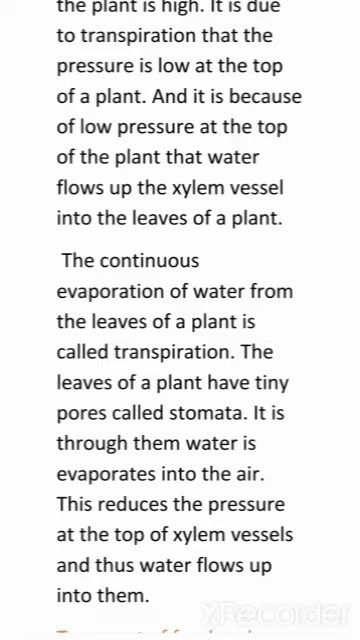 the plant is high. It is due
to transpiration that the
pressure is low at the top
of a plant. And it is because
of low pressure at the top
of the plant that water
flows up the xylem vessel
into the leaves of a plant.
The continuous
evaporation of water from
the leaves of a plant is
called transpiration. The
leaves of a plant have tiny
pores called stomata. It is
through them water is
evaporates into the air.
This reduces the pressure
at the top of xylem vessels
and thus water flows up
into them.
XRecorder